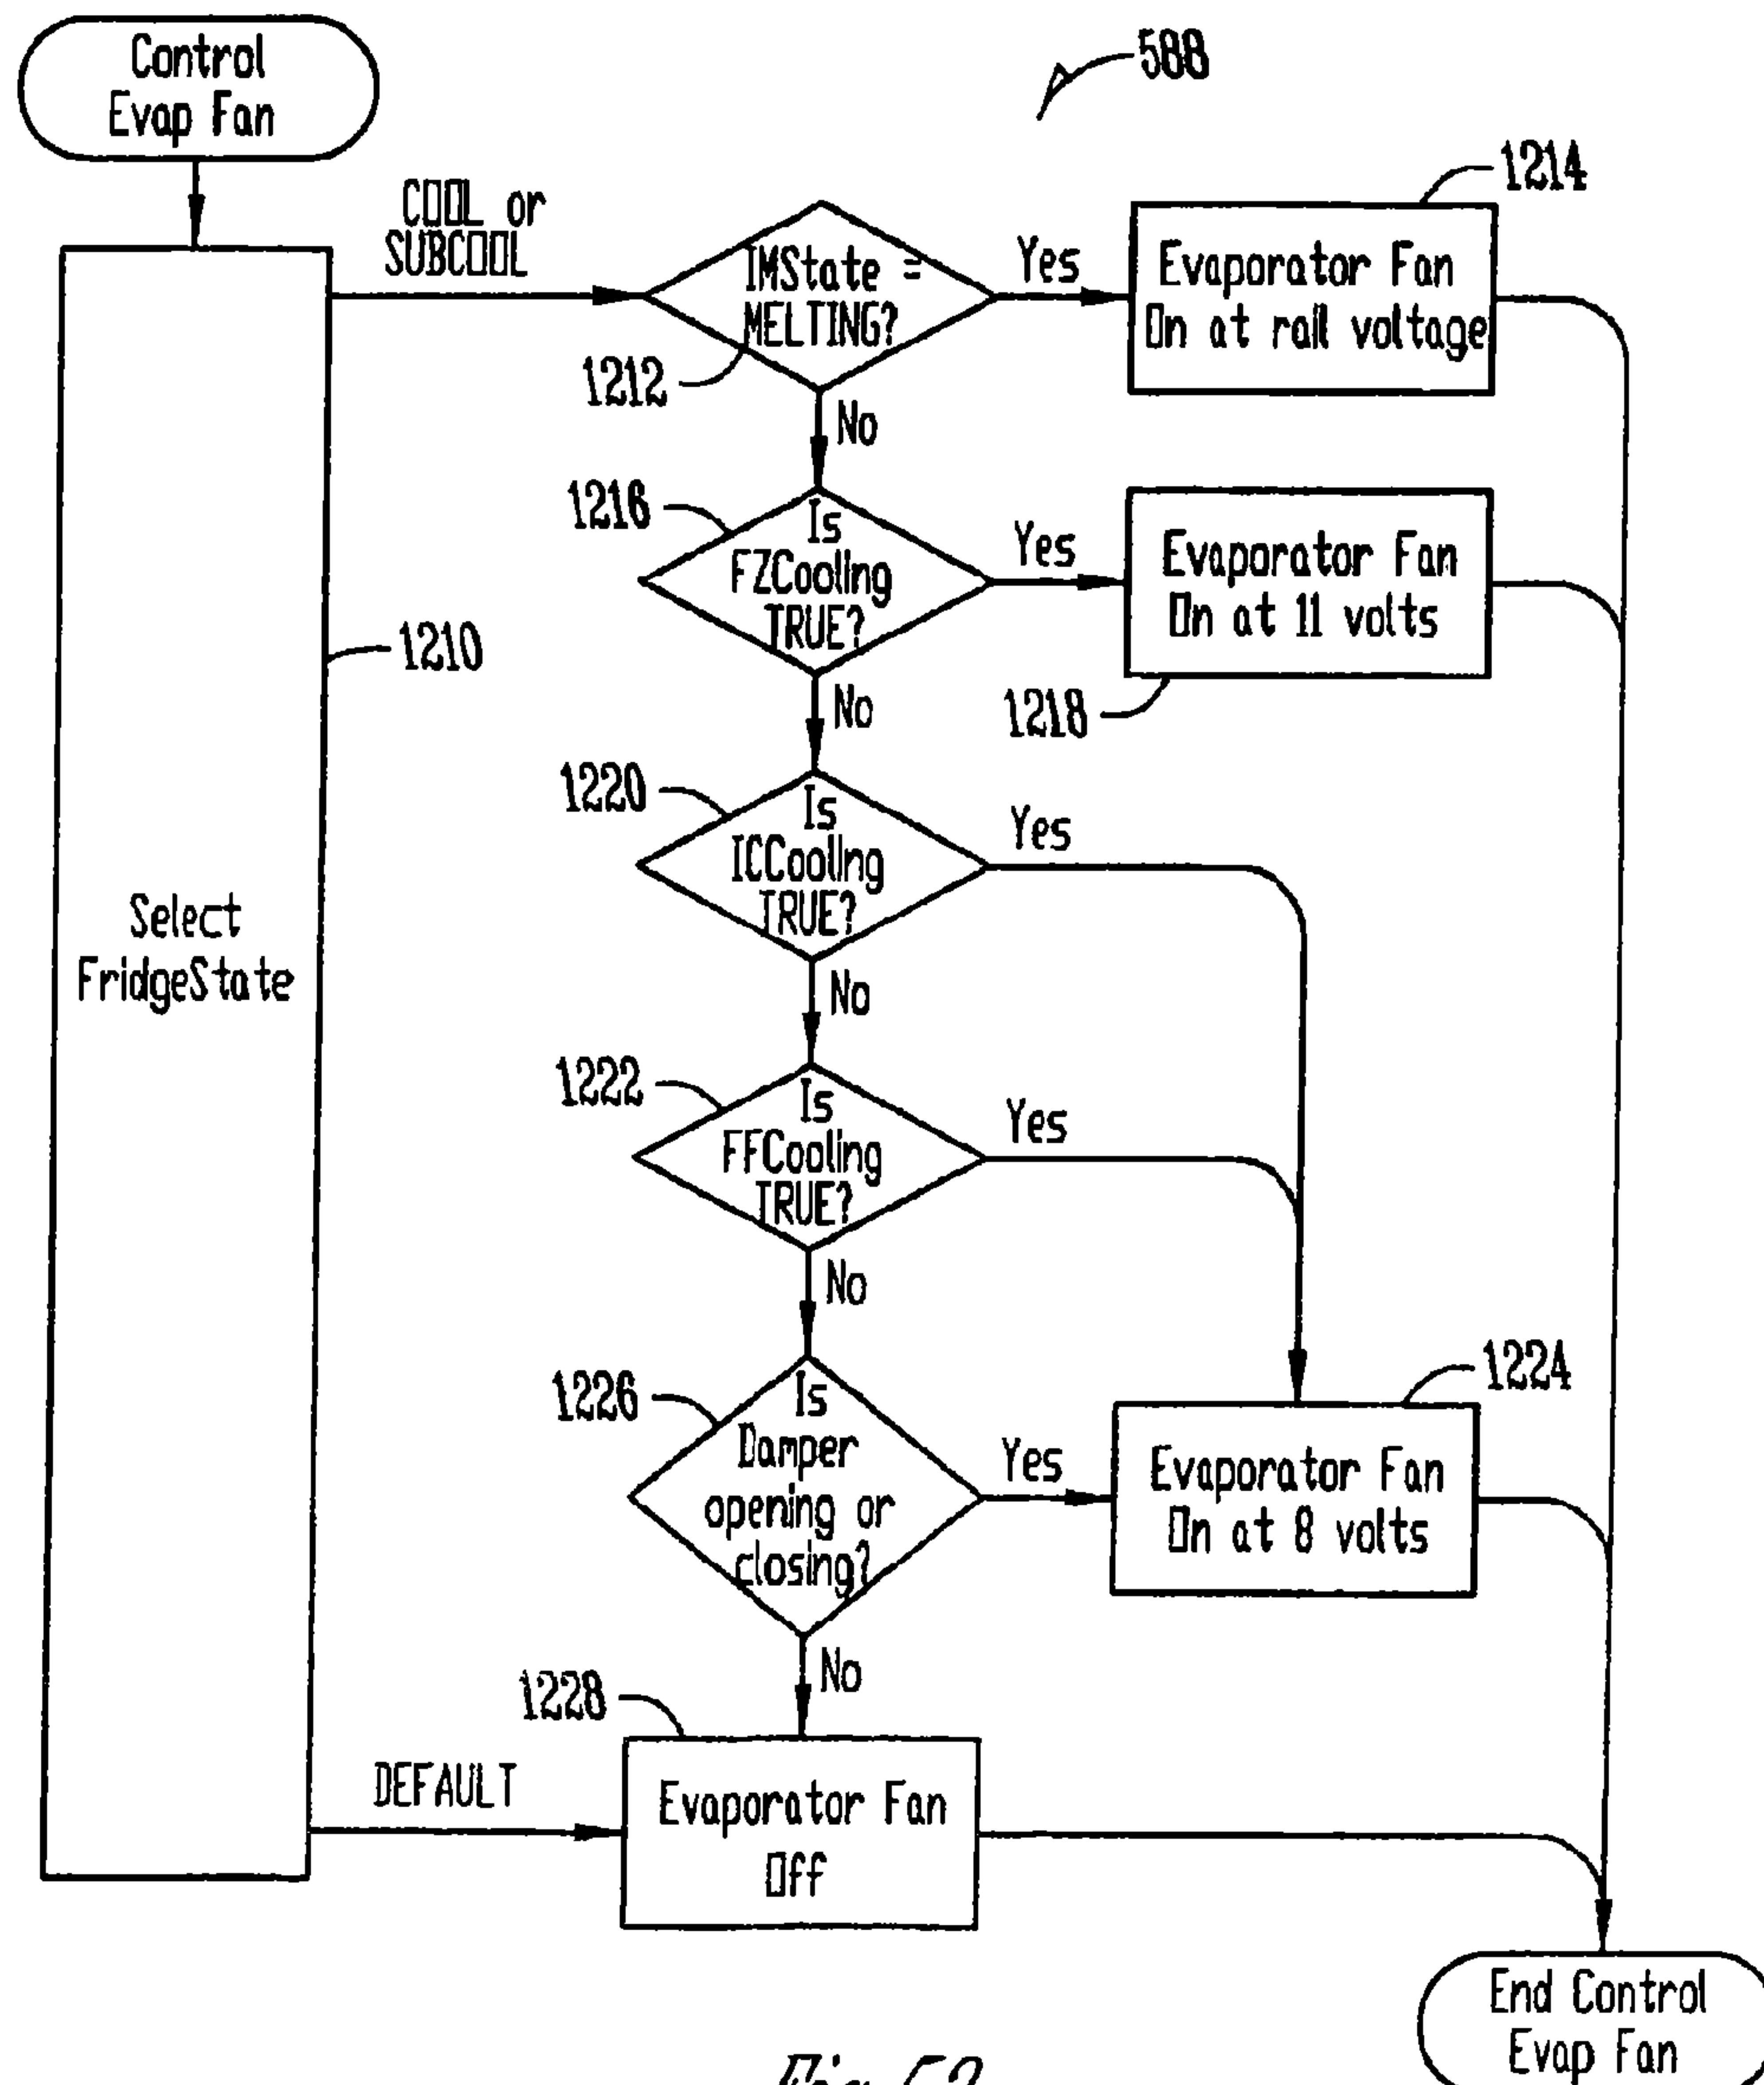 Control
Evap Fan
588
COOL or
SUBCOOL
IMState =
MELTING?
1212
Yes
Evaporator Fan
On at rail voltage
1214
No
1216
Is
FZCooling
TRUE?
Yes
Evaporator Fan
On at 11 volts
1218
1210
No
1220
Is
ICCooling
TRUE?
Yes
Select
FridgeState
No
1222
Is
FFCooling
TRUE?
Yes
No
1226
Is
Damper
opening or
closing?
Yes
1224
Evaporator Fan
On at 8 volts
No
1228
DEFAULT
Evaporator Fan
Off
End Control
Evap Fan